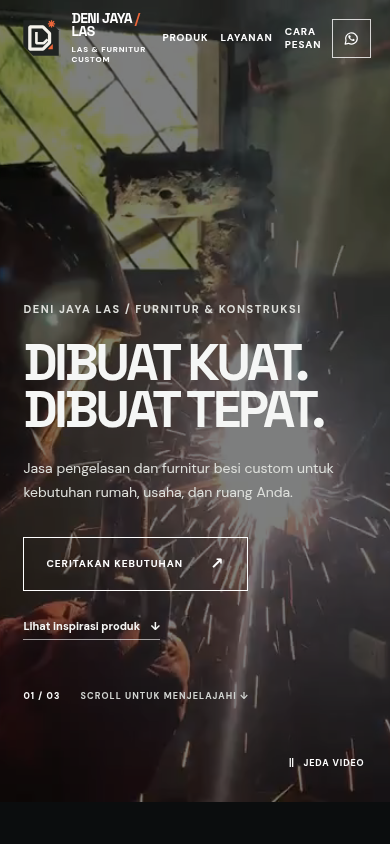 DENI JAYA /
LAS
LAS & FURNITUR
CUSTOM
PRODUK
LAYANAN
CARA
PESAN
DENI JAYA LAS / FURNITUR & KONSTRUKSI
DIBUAT KUAT.
DIBUAT TEPAT.
Jasa pengelasan dan furnitur besi custom untuk
kebutuhan rumah, usaha, dan ruang Anda.
CERITAKAN KEBUTUHAN ↗
Lihat inspirasi produk ↓
01 / 03 SCROLL UNTUK MENJELAJAHI ↓
JEDA VIDEO